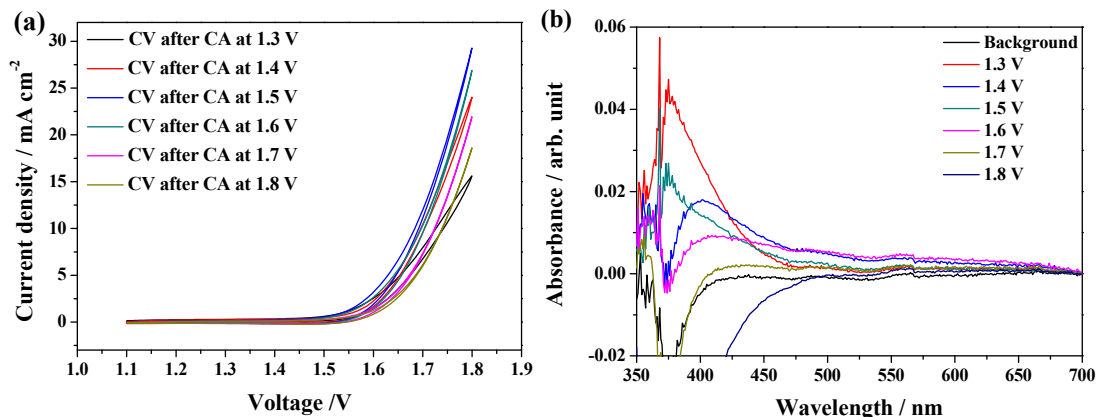 (a)
CV after CA at 1.3 V
CV after CA at 1.4 V
CV after CA at 1.5 V
CV after CA at 1.6 V
CV after CA at 1.7 V
CV after CA at 1.8 V
Current density / mA cm⁻²
30
25
20
15
10
5
0
1.0 1.1 1.2 1.3 1.4 1.5 1.6 1.7 1.8 1.9
Voltage /V
(b)
Background
1.3 V
1.4 V
1.5 V
1.6 V
1.7 V
1.8 V
Absorbance / arb. unit
0.06
0.04
0.02
0.00
-0.02
350 400 450 500 550 600 650 700
Wavelength / nm